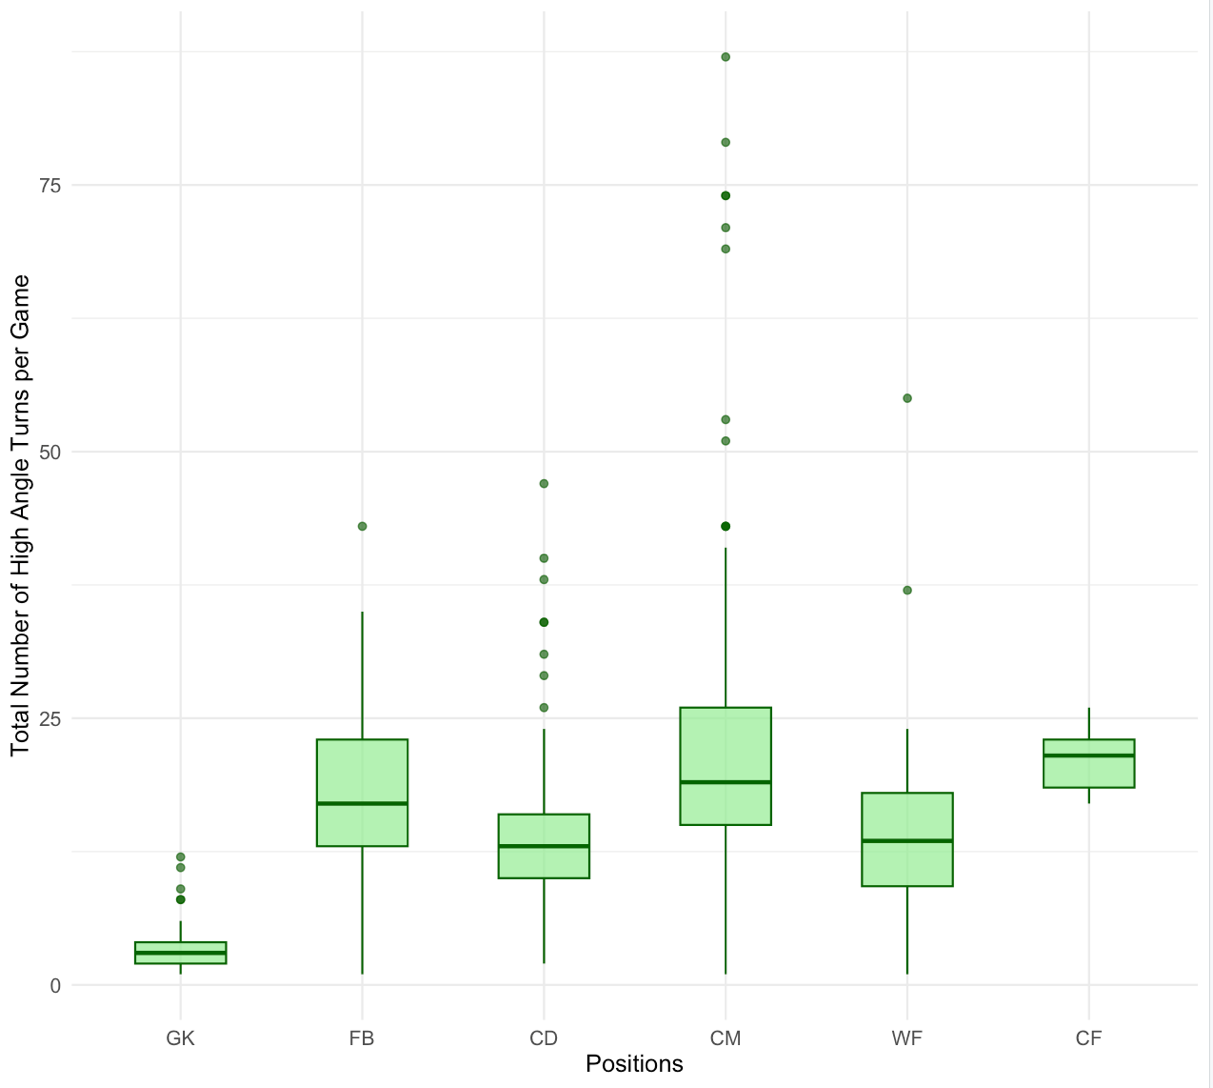 Total Number of High Angle Turns per Game
75
50
25
0
GK FB CD CM WF CF
Positions